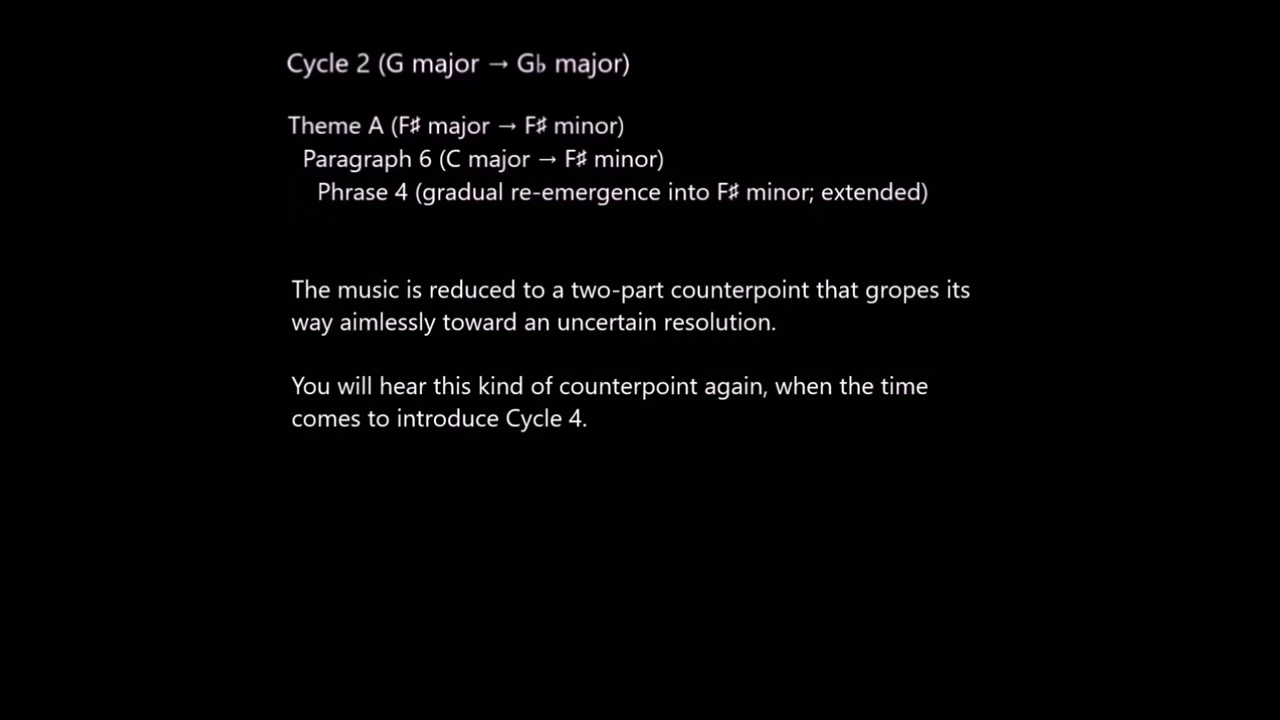 Cycle 2 (G major → G♭ major)
Theme A (F♯ major → F♯ minor)
Paragraph 6 (C major → F♯ minor)
Phrase 4 (gradual re-emergence into F♯ minor; extended)
The music is reduced to a two-part counterpoint that gropes its
way aimlessly toward an uncertain resolution.
You will hear this kind of counterpoint again, when the time
comes to introduce Cycle 4.